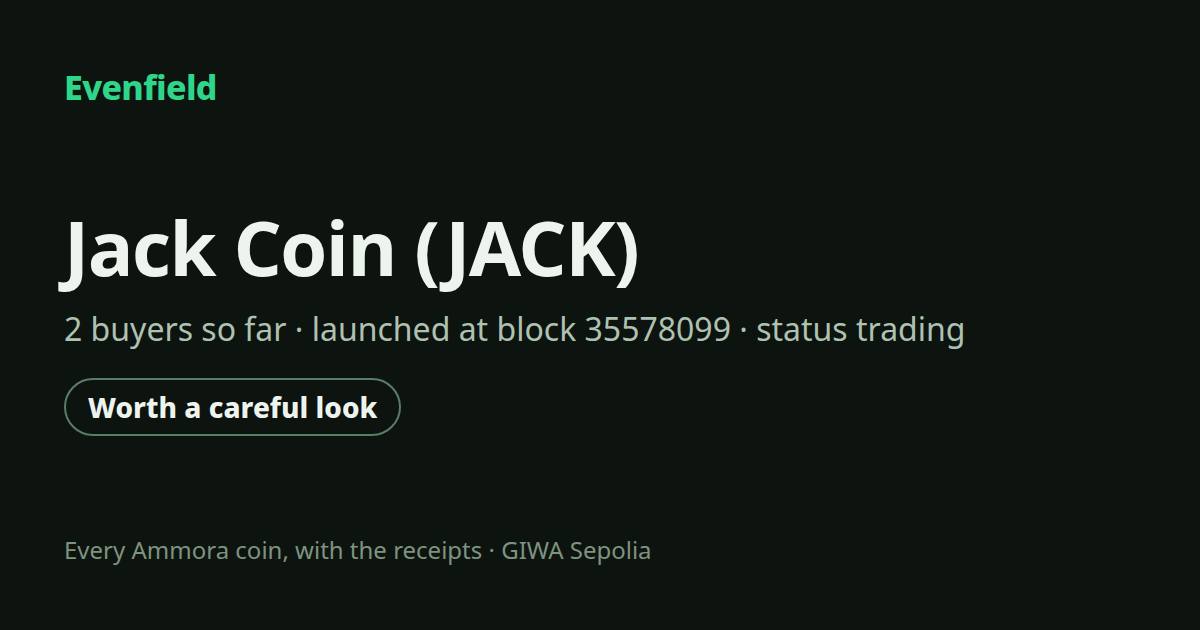 Evenfield
Jack Coin (JACK)
2 buyers so far · launched at block 35578099 · status trading
Worth a careful look
Every Ammora coin, with the receipts · GIWA Sepolia